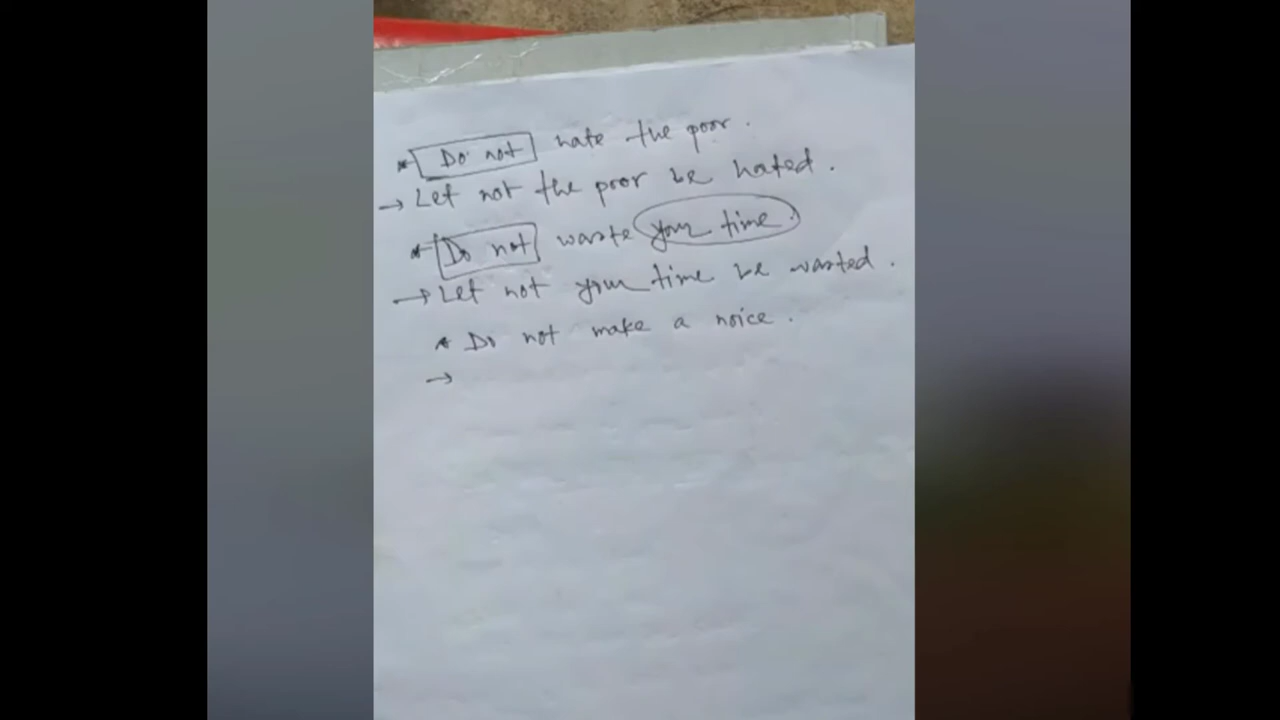 * Do not hate the poor.
→ Let not the poor be hated.
* Do not waste your time.
→ Let not your time be wasted.
* Do not make a noice.
→